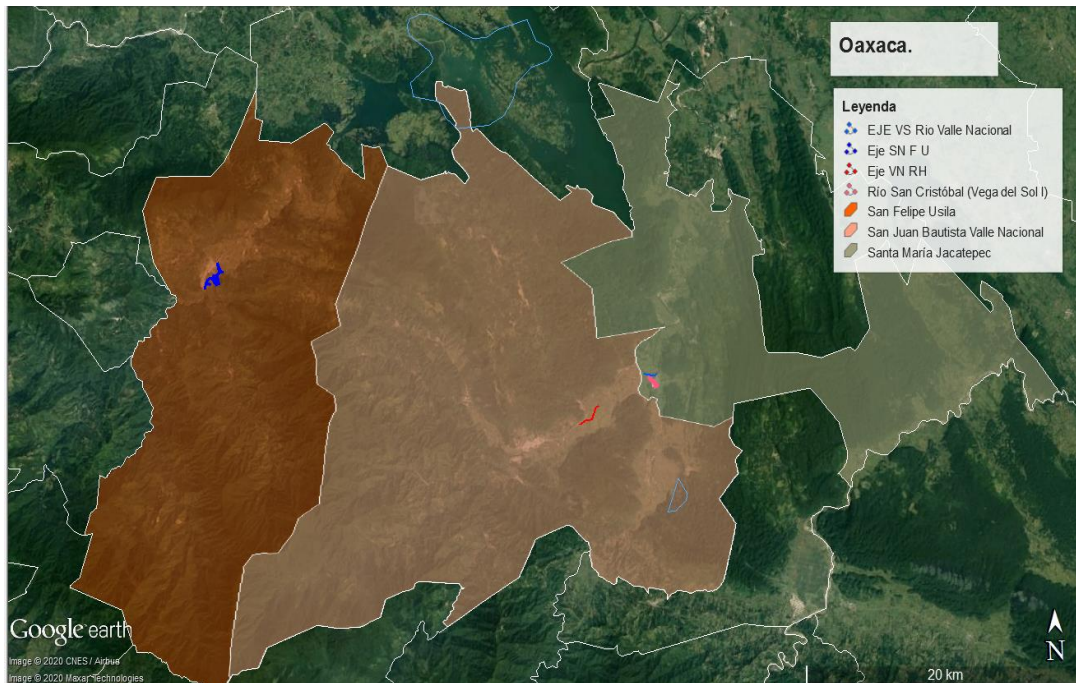 Oaxaca.
Leyenda
EJE VS Rio Valle Nacional
Eje SN F U
Eje VN RH
Río San Cristóbal (Vega del Sol I)
San Felipe Usila
San Juan Bautista Valle Nacional
Santa María Jacatepec
Google earth
Image © 2020 CNES / Airbus
Image © 2020 Maxar Technologies
N
20 km